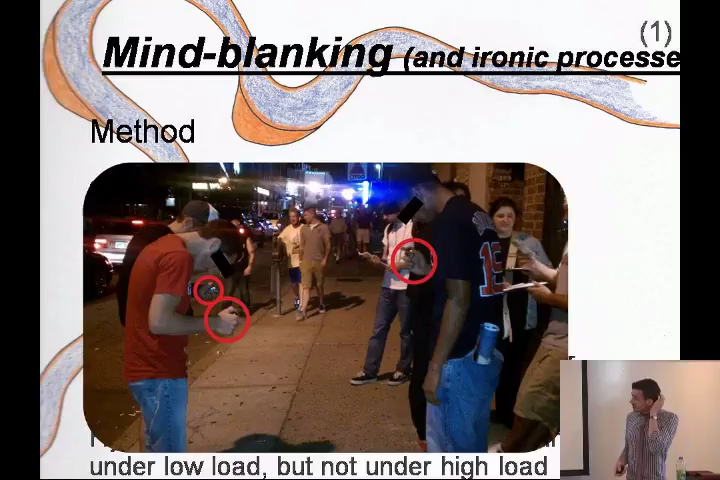 (1)
Mind-blanking (and ironic processe
Method
15
under low load, but not under high load